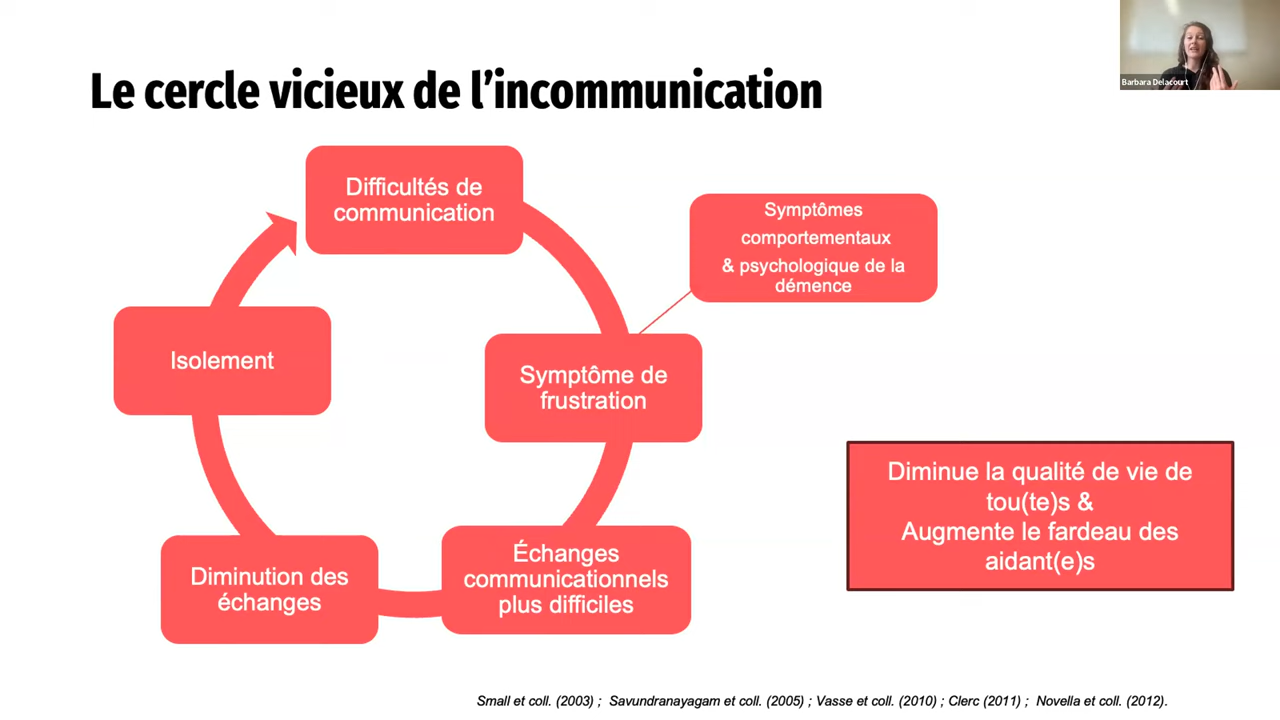 Barbara Delacourt
Le cercle vicieux de l’incommunication
Difficultés de
communication
Symptômes
comportementaux
& psychologique de la
démence
Symptôme de
frustration
Échanges
communicationnels
plus difficiles
Diminution des
échanges
Isolement
Diminue la qualité de vie de
tou(te)s &
Augmente le fardeau des
aidant(e)s
Small et coll. (2003) ; Savundranayagam et coll. (2005) ; Vasse et coll. (2010) ; Clerc (2011) ; Novella et coll. (2012).